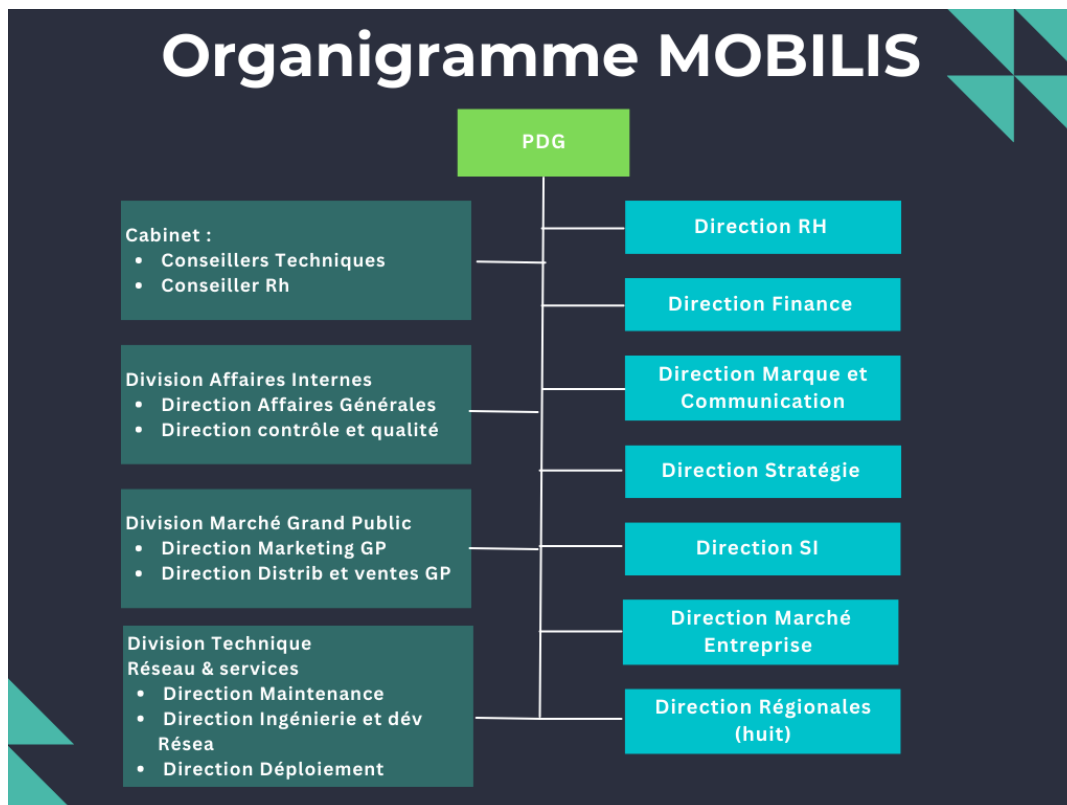 Organigramme MOBILIS
PDG
Cabinet :
• Conseillers Techniques
• Conseiller Rh
Division Affaires Internes
• Direction Affaires Générales
• Direction contrôle et qualité
Division Marché Grand Public
• Direction Marketing GP
• Direction Distrib et ventes GP
Division Technique
Réseau & services
• Direction Maintenance
• Direction Ingénierie et dév
Résea
• Direction Déploiement
Direction RH
Direction Finance
Direction Marque et
Communication
Direction Stratégie
Direction SI
Direction Marché
Entreprise
Direction Régionales
(huit)